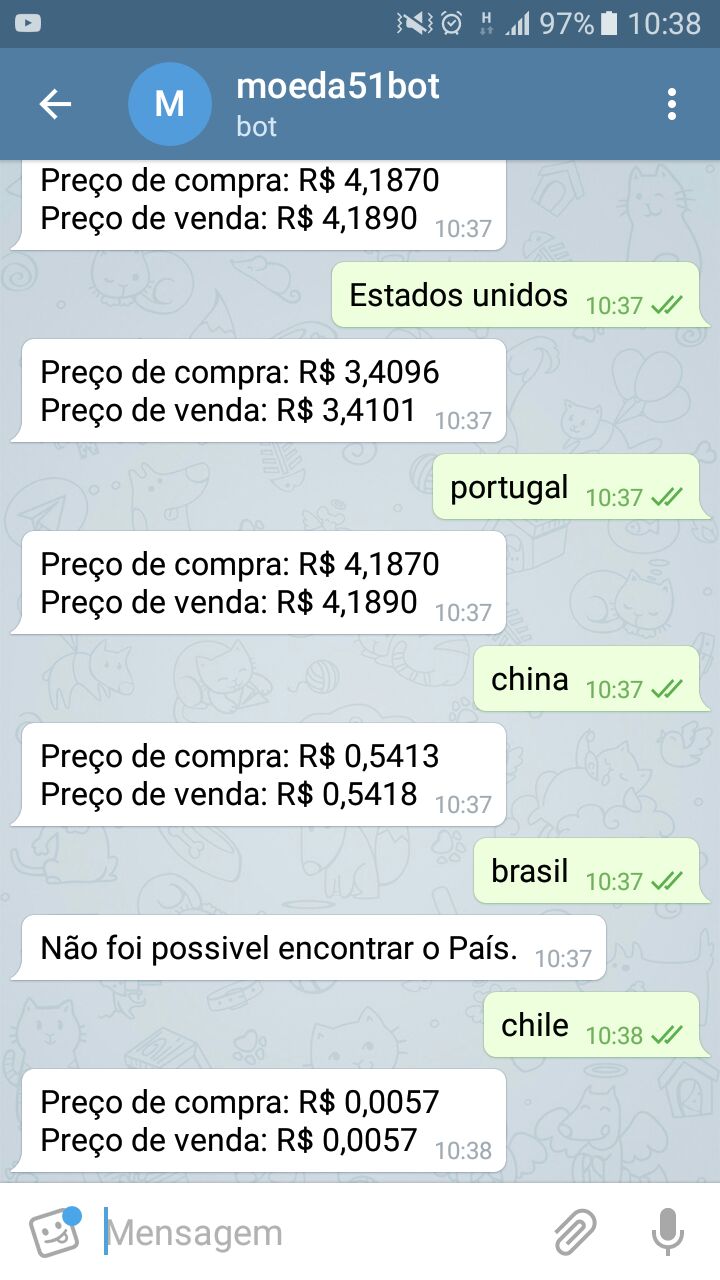 H 97% 10:38
M
moeda51bot
bot
Preço de compra: R$ 4,1870
Preço de venda: R$ 4,1890 10:37
Estados unidos 10:37
Preço de compra: R$ 3,4096
Preço de venda: R$ 3,4101 10:37
portugal 10:37
Preço de compra: R$ 4,1870
Preço de venda: R$ 4,1890 10:37
china 10:37
Preço de compra: R$ 0,5413
Preço de venda: R$ 0,5418 10:37
brasil 10:37
Não foi possivel encontrar o País. 10:37
chile 10:38
Preço de compra: R$ 0,0057
Preço de venda: R$ 0,0057 10:38
Mensagem